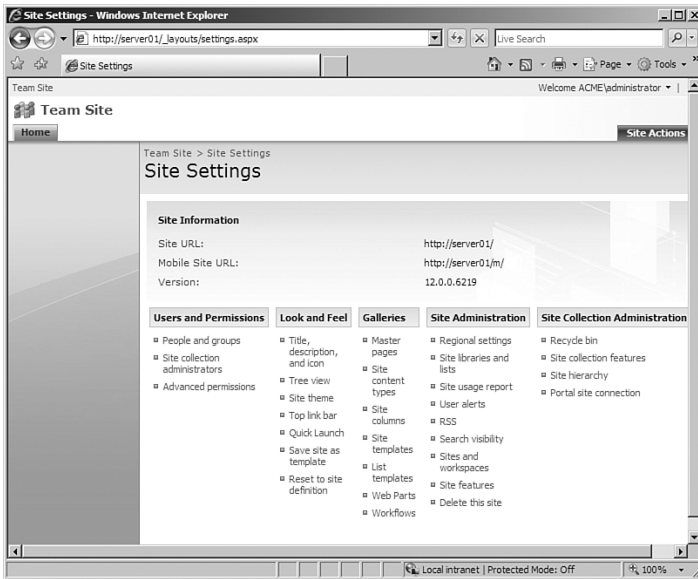 Site Settings - Windows Internet Explorer
http://server01/_layouts/settings.aspx
Live Search
Site Settings
Page
Tools
Team Site
Welcome ACME\administrator
Team Site
Home
Site Actions
Team Site > Site Settings
Site Settings
Site Information
Site URL: http://server01/
Mobile Site URL: http://server01/m/
Version: 12.0.0.6219
Users and Permissions
People and groups
Site collection
administrators
Advanced permissions
Look and Feel
Title,
description,
and icon
Tree view
Site theme
Top link bar
Quick Launch
Save site as
template
Reset to site
definition
Galleries
Master
pages
Site
content
types
Site
columns
Site
templates
List
templates
Web Parts
Workflows
Site Administration
Regional settings
Site libraries and
lists
Site usage report
User alerts
RSS
Search visibility
Sites and
workspaces
Site features
Delete this site
Site Collection Administration
Recycle bin
Site collection features
Site hierarchy
Portal site connection
Local intranet | Protected Mode: Off
100%